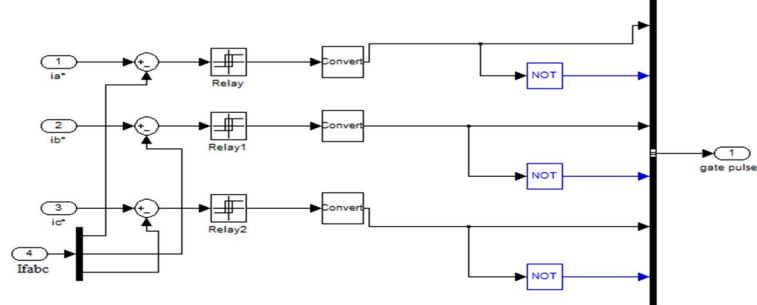 1
ia*
+
-
Relay
Convert
NOT
2
ib*
+
-
Relay1
Convert
NOT
1
gate pulse
3
ic*
+
-
Relay2
Convert
4
Ifabc
NOT